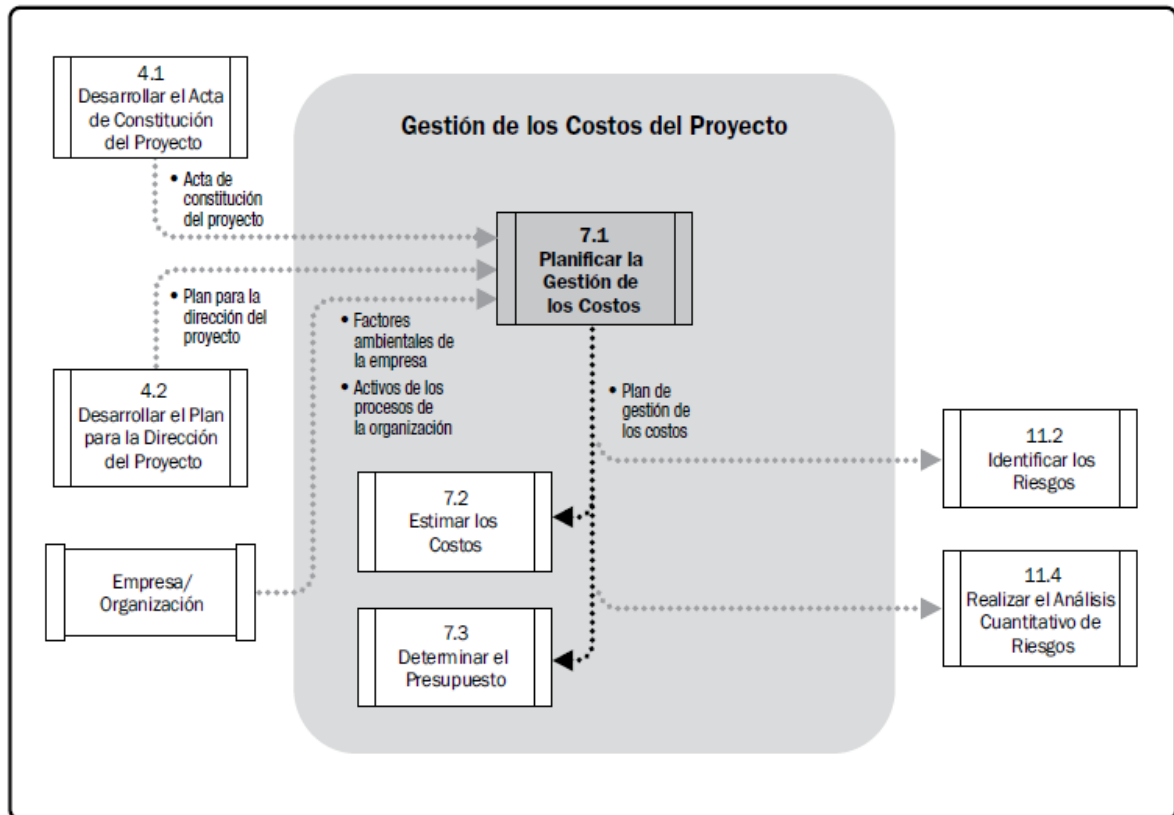 4.1
Desarrollar el Acta
de Constitución
del Proyecto
• Acta de
constitución
del proyecto
Gestión de los Costos del Proyecto
7.1
Planificar la
Gestión de
los Costos
• Plan para la
dirección del
proyecto
• Factores
ambientales de
la empresa
• Activos de los
procesos de
la organización
4.2
Desarrollar el Plan
para la Dirección
del Proyecto
• Plan de
gestión de
los costos
11.2
Identificar los
Riesgos
7.2
Estimar los
Costos
Empresa/
Organización
11.4
Realizar el Análisis
Cuantitativo de
Riesgos
7.3
Determinar el
Presupuesto